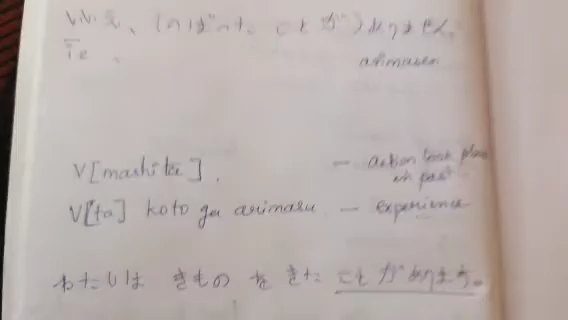 いいえ、(のぼった ことが) ありません。
Iie、 arimasen
V[mashita]. — action took place in past
V[ta] koto ga arimasu — experience
わたしは きもの を きた ことがあります。